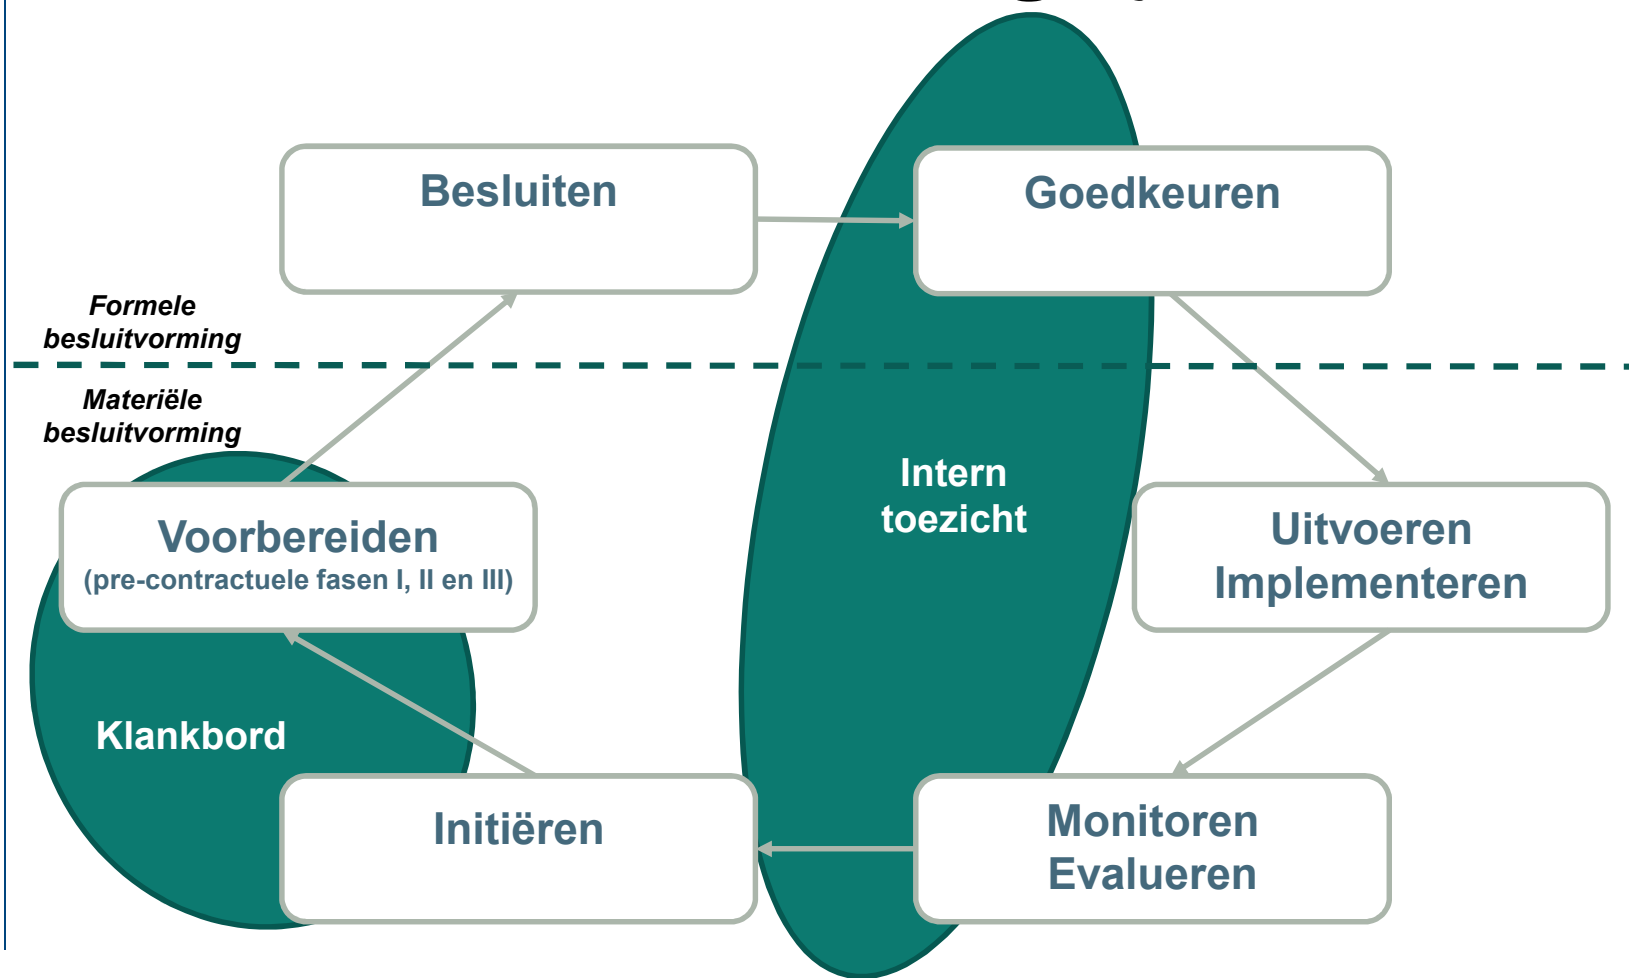 Besluiten
Goedkeuren
Formele
besluitvorming
Materiële
besluitvorming
Intern
toezicht
Voorbereiden
(pre-contractuele fasen I, II en III)
Uitvoeren
Implementeren
Klankbord
Initiëren
Monitoren
Evalueren